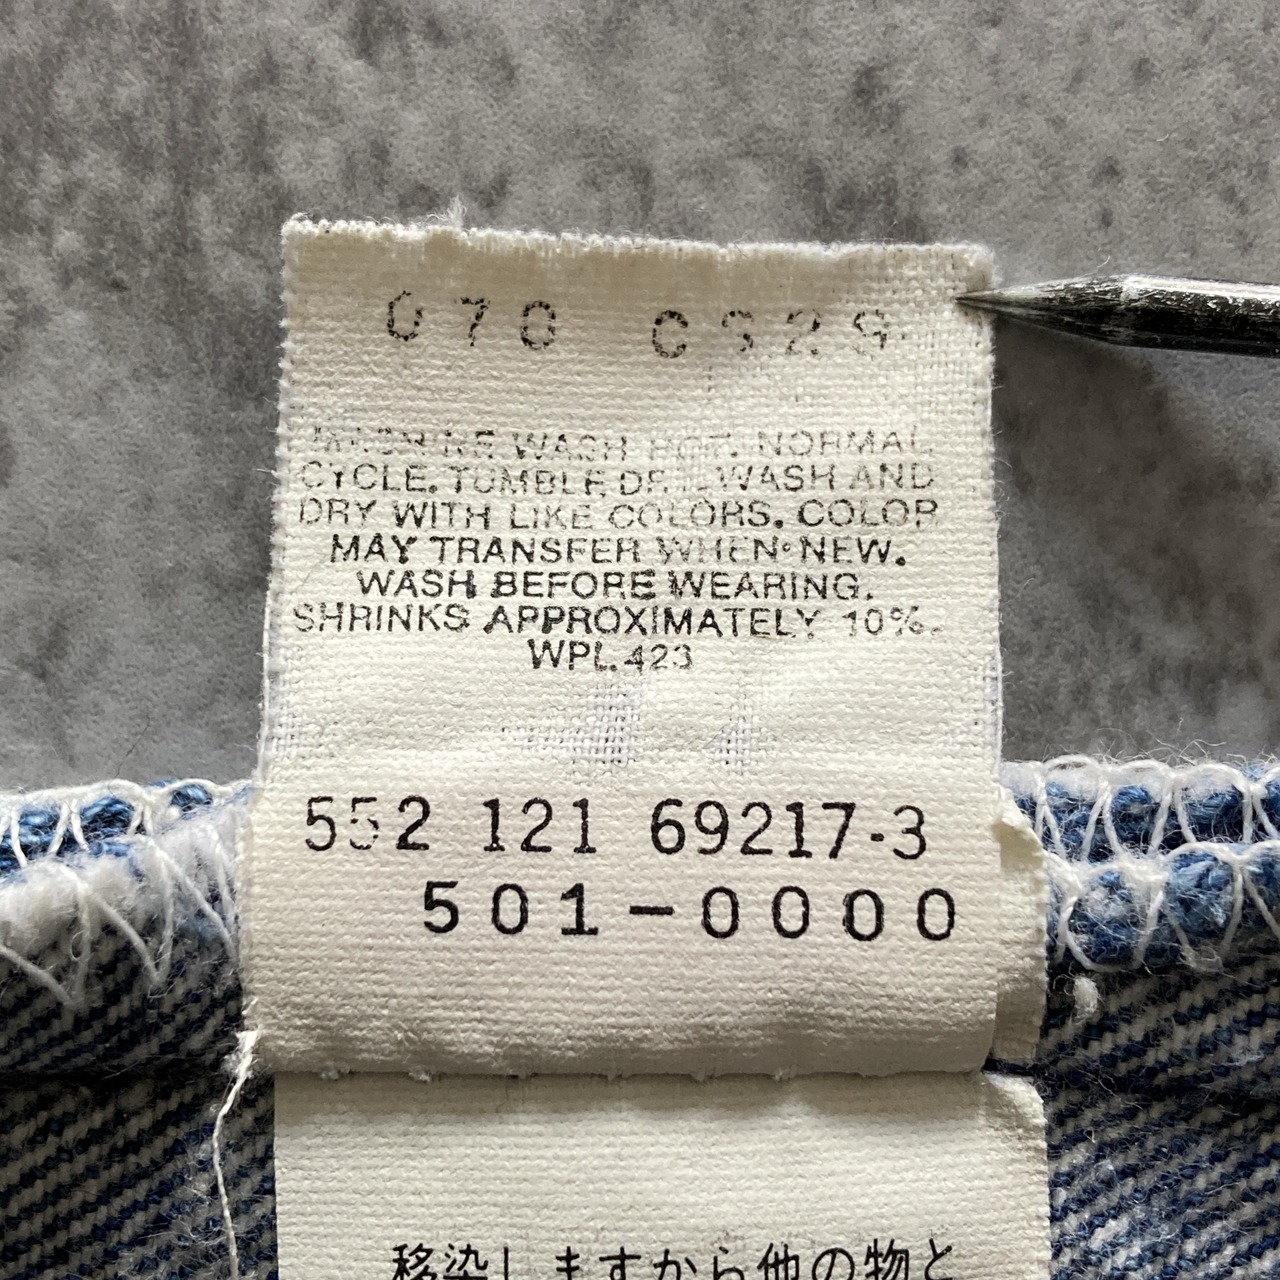 070 C
MACHINE WASH HOT. NORMAL
CYCLE. TUMBLE DRY. WASH AND
DRY WITH LIKE COLORS. COLOR
MAY TRANSFER WHEN NEW.
WASH BEFORE WEARING.
SHRINKS APPROXIMATELY 10%.
WPL 423
552 121 69217-3
501-0000
移染しますから他の物と